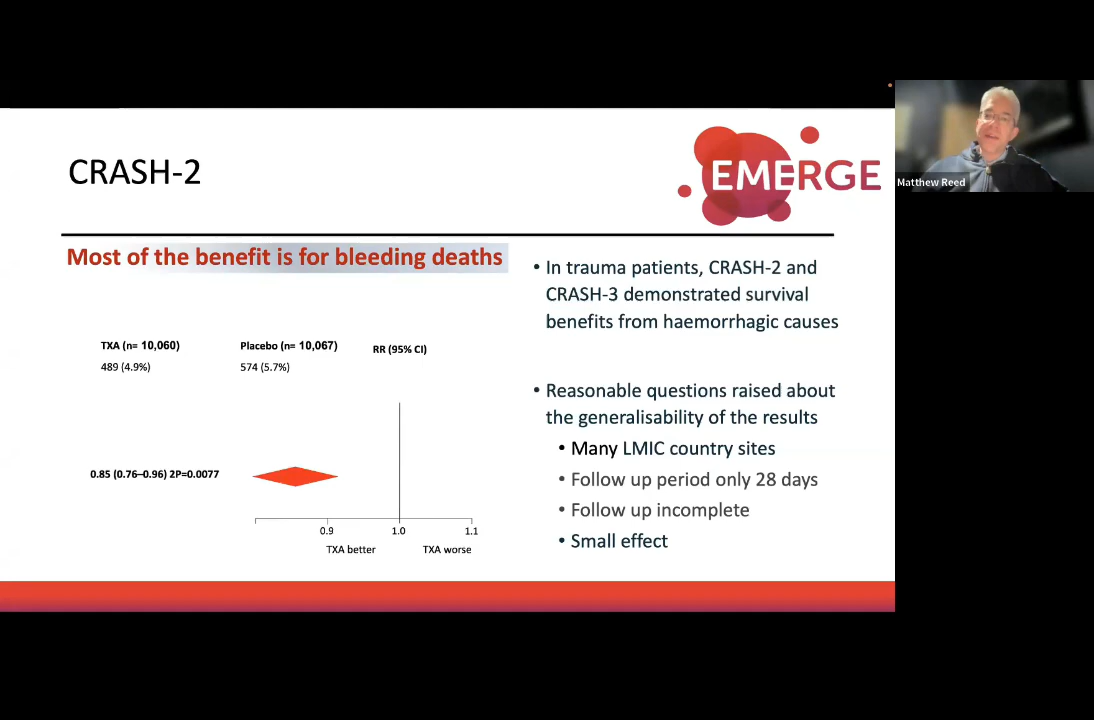 CRASH-2
EMERGE
Matthew Reed
Most of the benefit is for bleeding deaths
TXA (n= 10,060)
Placebo (n= 10,067)
RR (95% CI)
489 (4.9%)
574 (5.7%)
0.85 (0.76–0.96) 2P=0.0077
0.9
1.0
1.1
TXA better
TXA worse
• In trauma patients, CRASH-2 and
CRASH-3 demonstrated survival
benefits from haemorrhagic causes
• Reasonable questions raised about
the generalisability of the results
• Many LMIC country sites
• Follow up period only 28 days
• Follow up incomplete
• Small effect